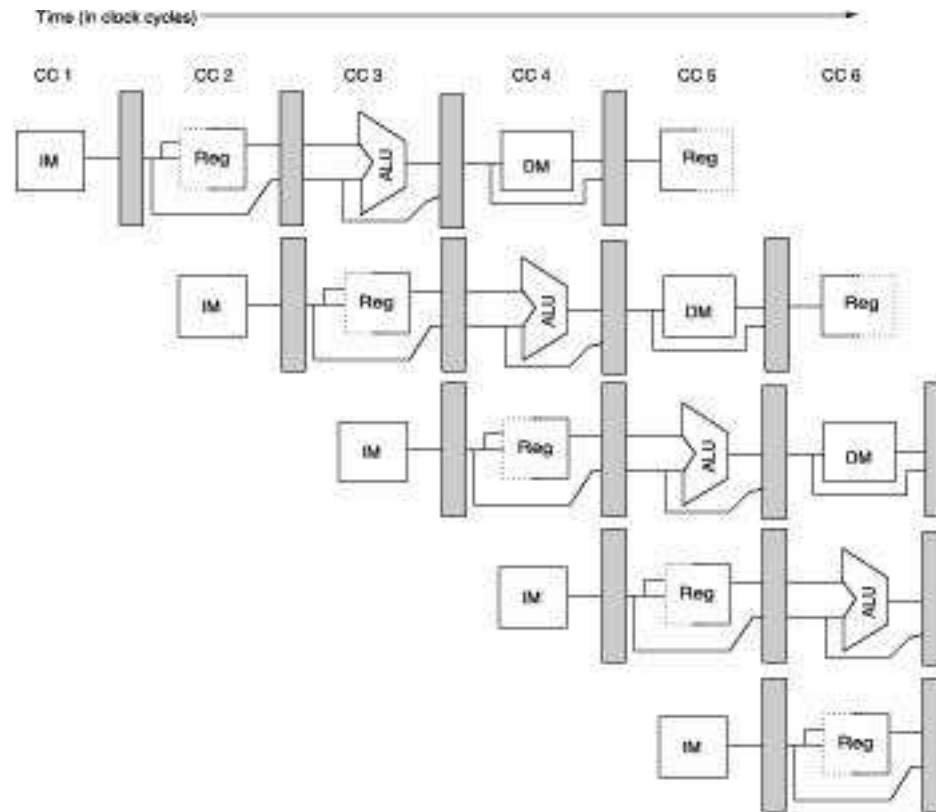 Time (in clock cycles)
CC 1 CC 2 CC 3 CC 4 CC 5 CC 6
IM Reg ALU DM Reg
IM Reg ALU DM Reg
IM Reg ALU DM
IM Reg ALU
IM Reg